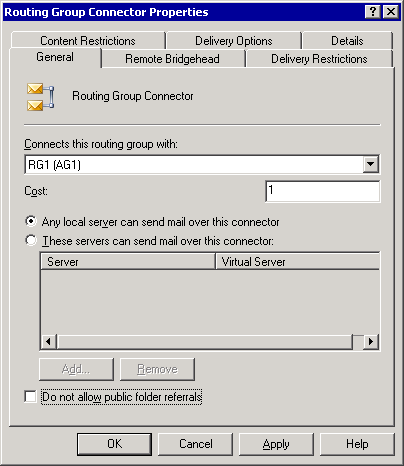 Routing Group Connector Properties
Content Restrictions Delivery Options Details
General Remote Bridgehead Delivery Restrictions
Routing Group Connector
Connects this routing group with:
RG1 (AG1)
Cost: 1
Any local server can send mail over this connector
These servers can send mail over this connector:
Server Virtual Server
Add... Remove
Do not allow public folder referrals
OK Cancel Apply Help